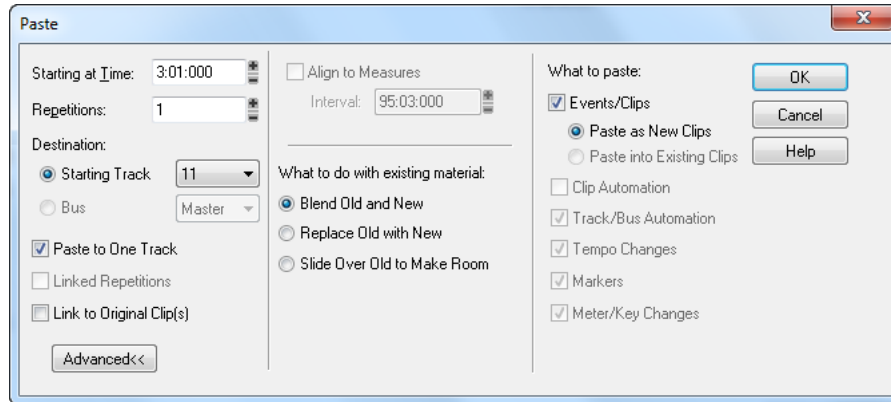 Paste
Starting at Time: 3:01:000
Repetitions: 1
Destination:
Starting Track 11
Bus Master
Paste to One Track
Linked Repetitions
Link to Original Clip(s)
Advanced<<
Align to Measures
Interval: 95:03:000
What to do with existing material:
Blend Old and New
Replace Old with New
Slide Over Old to Make Room
What to paste:
Events/Clips
Paste as New Clips
Paste into Existing Clips
Clip Automation
Track/Bus Automation
Tempo Changes
Markers
Meter/Key Changes
OK
Cancel
Help